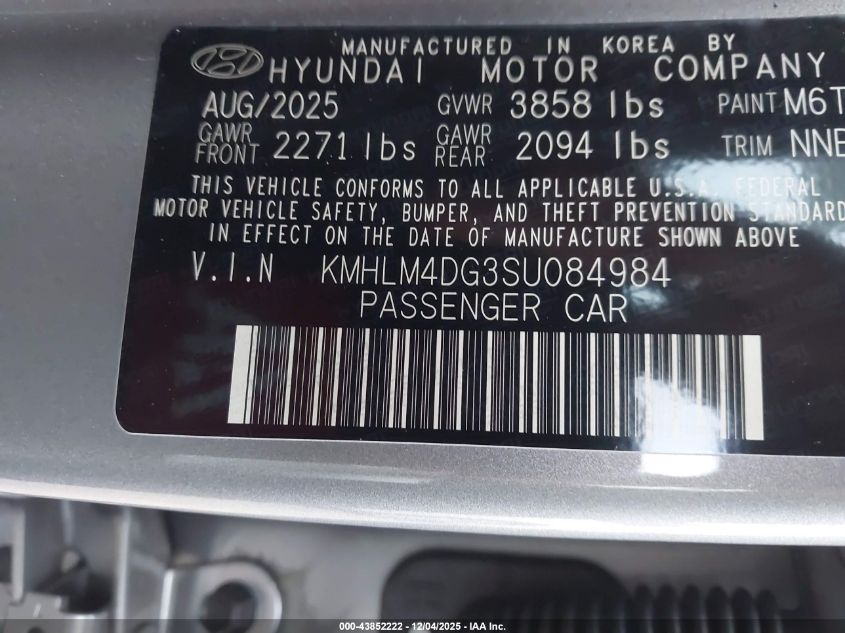 MANUFACTURED IN KOREA BY
HYUNDAI MOTOR COMPANY
AUG/2025 GVWR 3858 lbs PAINT M6T
GAWR FRONT 2271 lbs GAWR REAR 2094 lbs TRIM NNB
THIS VEHICLE CONFORMS TO ALL APPLICABLE U.S.A. FEDERAL
MOTOR VEHICLE SAFETY, BUMPER, AND THEFT PREVENTION STANDARD
IN EFFECT ON THE DATE OF MANUFACTURE SHOWN ABOVE
V.I.N KMHLM4DG3SU084984
PASSENGER CAR
000-43852222 - 12/04/2025 - IAA Inc.